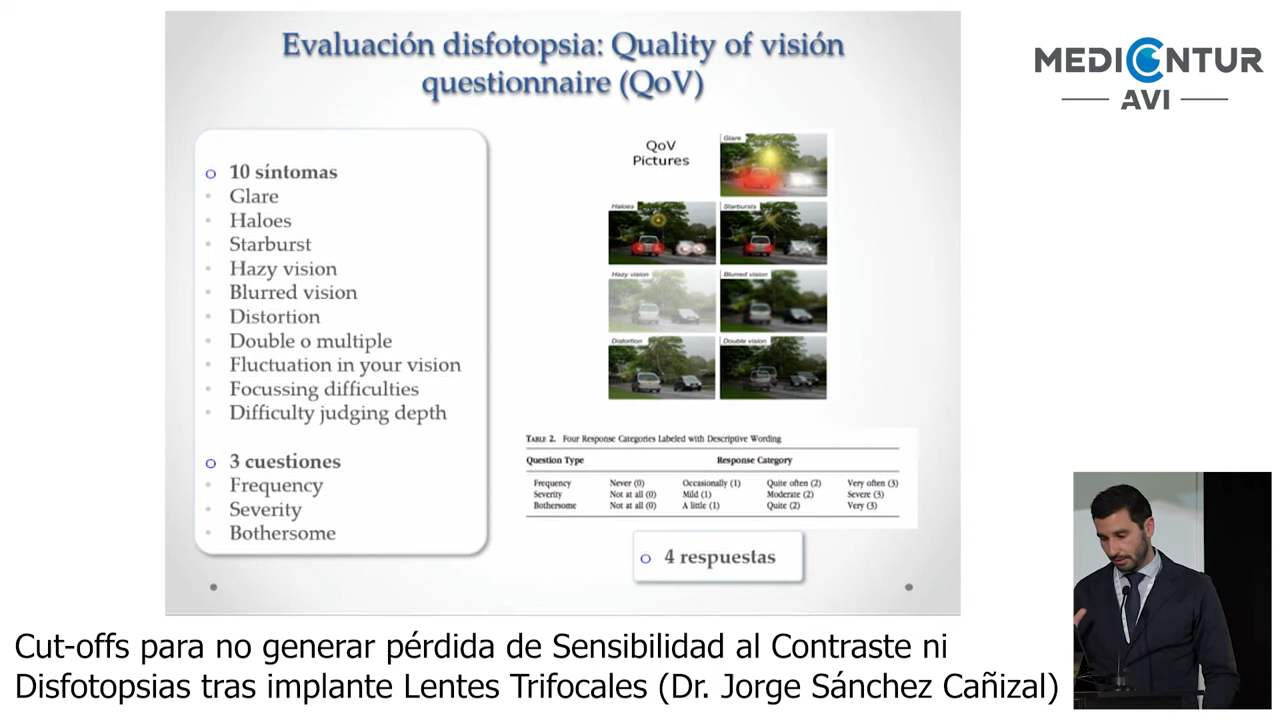 Evaluación disfotopsia: Quality of visión
questionnaire (QoV)
MEDICONTUR
AVI
10 síntomas
Glare
Haloes
Starburst
Hazy vision
Blurred vision
Distortion
Double o multiple
Fluctuation in your vision
Focussing difficulties
Difficulty judging depth
3 cuestiones
Frequency
Severity
Bothersome
QoV
Pictures
Glare
Haloes
Starbursts
Hazy vision
Blurred vision
Distortion
Double vision
TABLE 2. Four Response Categories Labeled with Descriptive Wording
Question Type Response Category
Frequency Never (0) Occasionally (1) Quite often (2) Very often (3)
Severity Not at all (0) Mild (1) Moderate (2) Severe (3)
Bothersome Not at all (0) A little (1) Quite (2) Very (3)
4 respuestas
Cut-offs para no generar pérdida de Sensibilidad al Contraste ni
Disfotopsias tras implante Lentes Trifocales (Dr. Jorge Sánchez Cañizal)